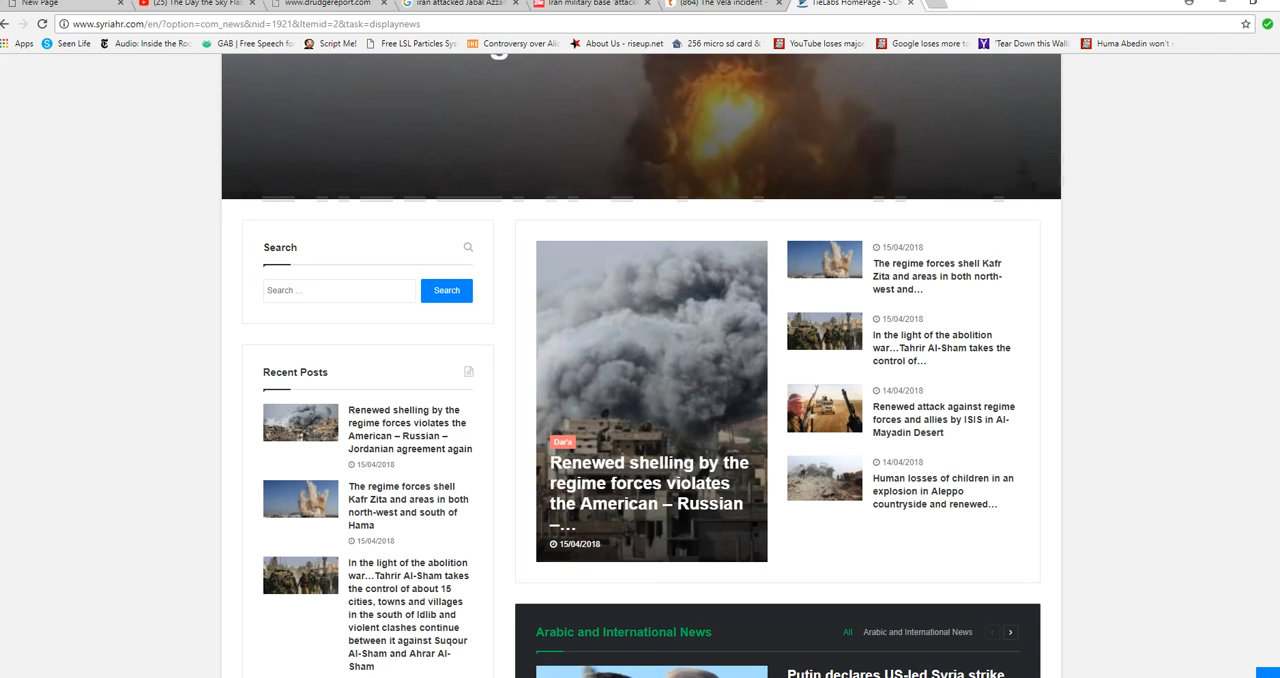 New Page
(25) The Day the Sky Fla
www.drudgereport.com
iran attacked Jabal Azza
Iran military base 'attack
(864) The Vela incident -
TieLabs HomePage - SO
www.syriahr.com/en/?option=com_news&nid=1921&Itemid=2&task=displaynews
Apps
Seen Life
Audio: Inside the Roc
GAB | Free Speech fo
Script Me!
Free LSL Particles Sys
Controversy over Alic
About Us - riseup.net
256 micro sd card &
YouTube loses major
Google loses more t
'Tear Down this Wall
Huma Abedin won't c
Search
Search ...
Search
Recent Posts
Renewed shelling by the
regime forces violates the
American – Russian –
Jordanian agreement again
15/04/2018
The regime forces shell
Kafr Zita and areas in both
north-west and south of
Hama
15/04/2018
In the light of the abolition
war…Tahrir Al-Sham takes
the control of about 15
cities, towns and villages
in the south of Idlib and
violent clashes continue
between it against Suqour
Al-Sham and Ahrar Al-
Sham
Dar'a
Renewed shelling by the
regime forces violates
the American – Russian
–…
15/04/2018
15/04/2018
The regime forces shell Kafr
Zita and areas in both north-
west and…
15/04/2018
In the light of the abolition
war…Tahrir Al-Sham takes the
control of…
14/04/2018
Renewed attack against regime
forces and allies by ISIS in Al-
Mayadin Desert
14/04/2018
Human losses of children in an
explosion in Aleppo
countryside and renewed…
Arabic and International News
All
Arabic and International News
Putin declares US-led Syria strike